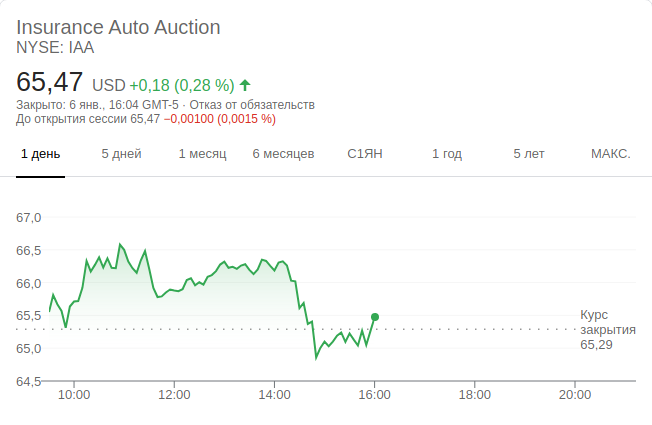 Insurance Auto Auction
NYSE: IAA
65,47 USD +0,18 (0,28 %)
Закрыто: 6 янв., 16:04 GMT-5 · Отказ от обязательств
До открытия сессии 65,47 −0,00100 (0,0015 %)
1 день 5 дней 1 месяц 6 месяцев С1ЯН 1 год 5 лет МАКС.
67,0
66,5
66,0
65,5
65,0
64,5
Курс
закрытия
65,29
10:00 12:00 14:00 16:00 18:00 20:00